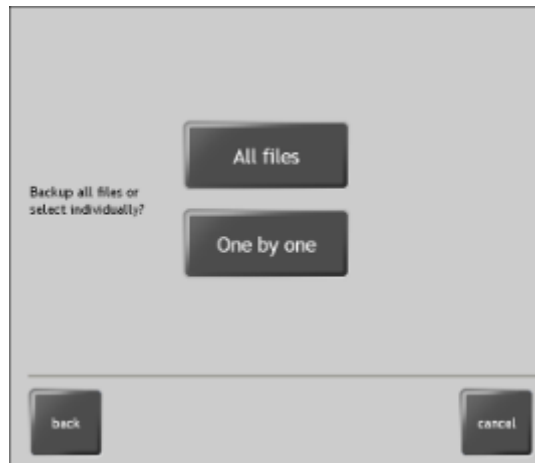 All files
Backup all files or
select individually?
One by one
back
cancel